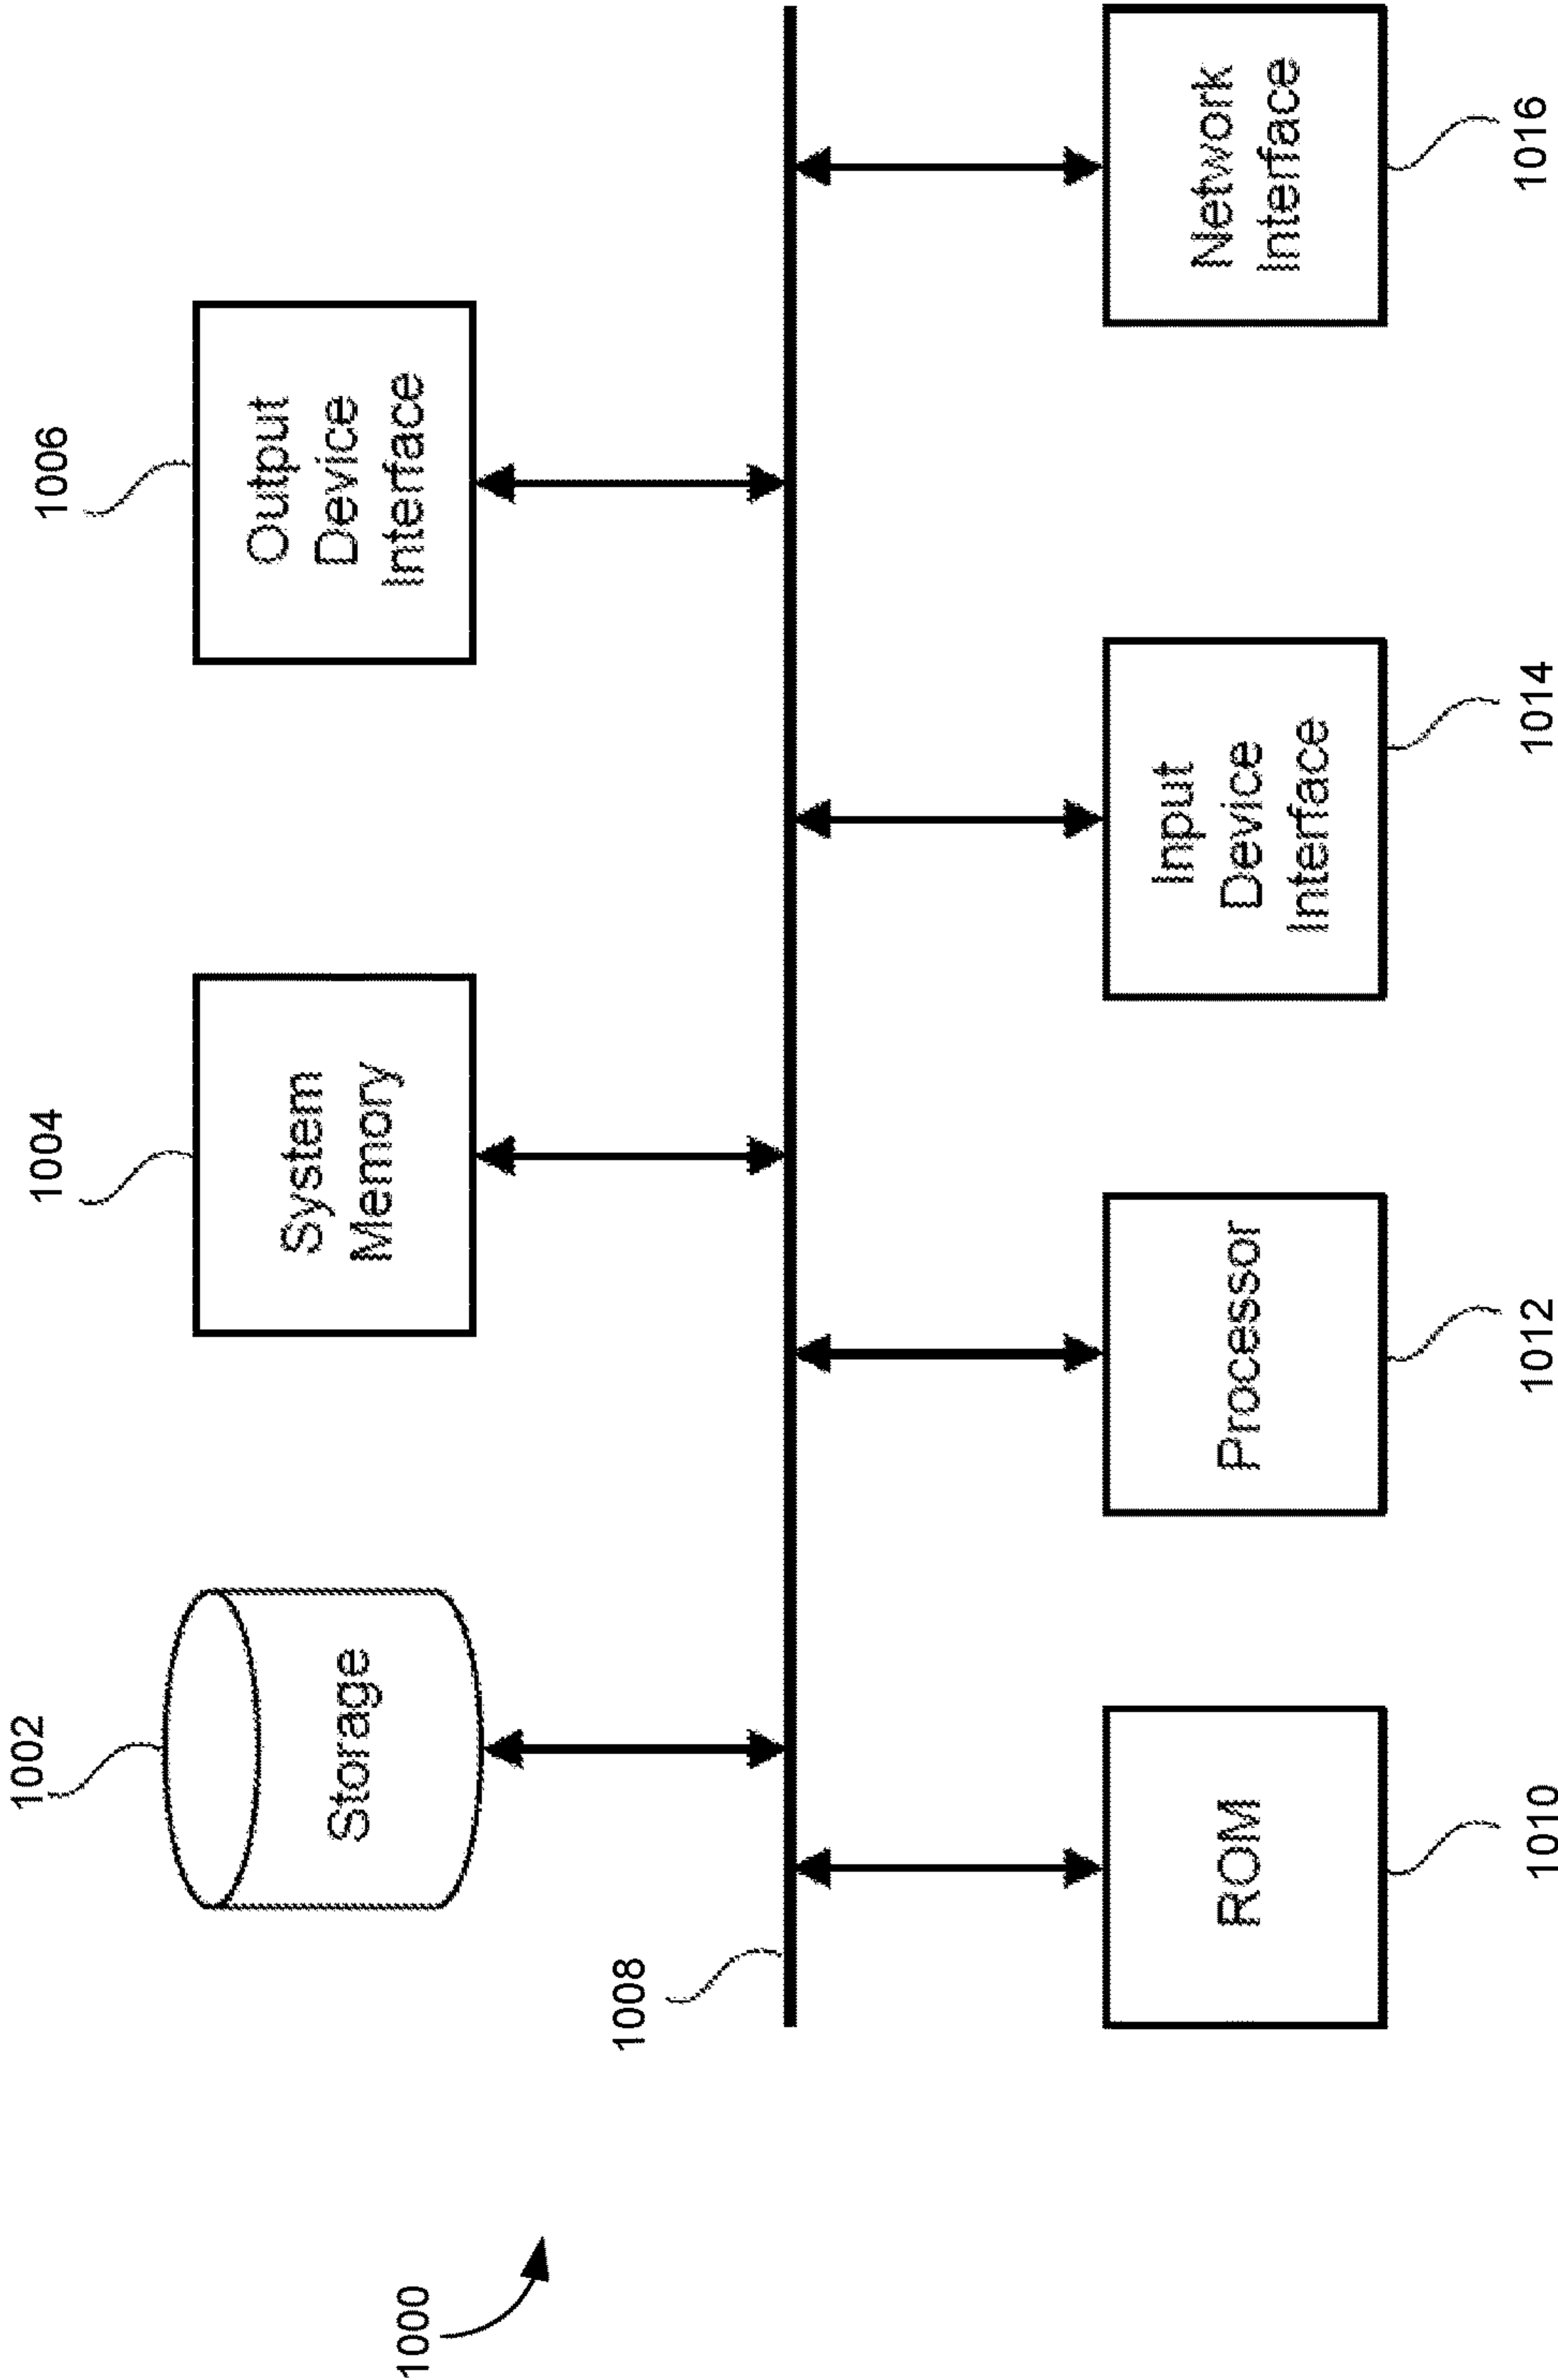 1000
1002
Storage
1004
System
Memory
1006
Output
Device
Interface
1008
ROM
1010
Processor
1012
Input
Device
Interface
1014
Network
Interface
1016